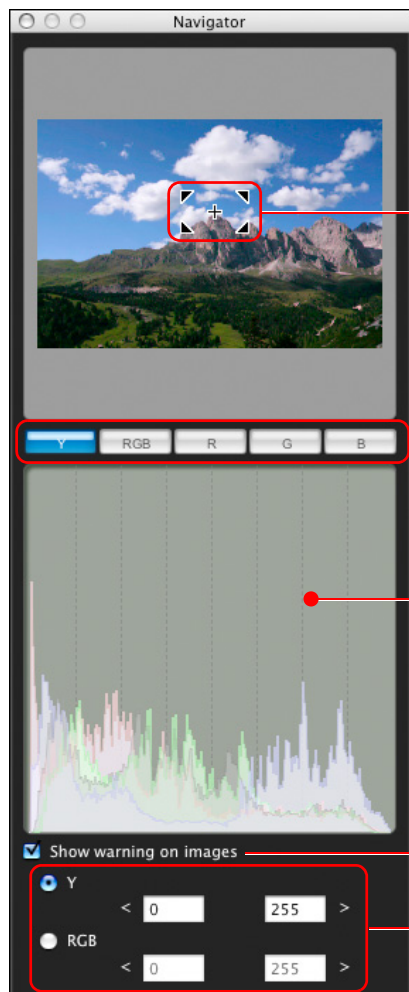 Navigator
Y RGB R G B
Show warning on images
Y
< 0 255 >
RGB
< 0 255 >